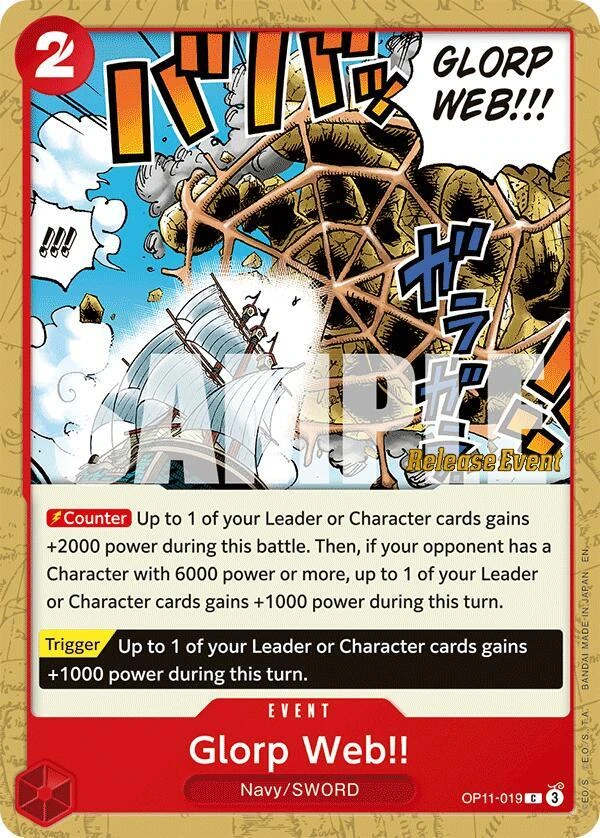 2
ババババッ
GLORP
WEB!!!
!!!
ガラガラ
!!
SAMPLE
Release Event
Counter Up to 1 of your Leader or Character cards gains
+2000 power during this battle. Then, if your opponent has a
Character with 6000 power or more, up to 1 of your Leader
or Character cards gains +1000 power during this turn.
Trigger Up to 1 of your Leader or Character cards gains
+1000 power during this turn.
EVENT
Glorp Web!!
Navy/SWORD
OP11-019 C 3
©E.O./S. ©E.O./S.,T.A. BANDAI MADE IN JAPAN EN